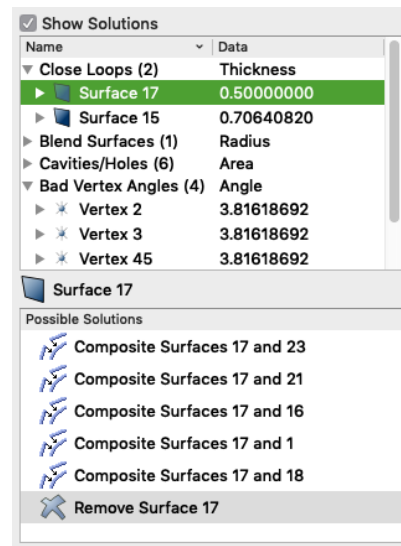 Show Solutions
Name Data
Close Loops (2) Thickness
Surface 17 0.50000000
Surface 15 0.70640820
Blend Surfaces (1) Radius
Cavities/Holes (6) Area
Bad Vertex Angles (4) Angle
Vertex 2 3.81618692
Vertex 3 3.81618692
Vertex 45 3.81618692
Surface 17
Possible Solutions
Composite Surfaces 17 and 23
Composite Surfaces 17 and 21
Composite Surfaces 17 and 16
Composite Surfaces 17 and 1
Composite Surfaces 17 and 18
Remove Surface 17